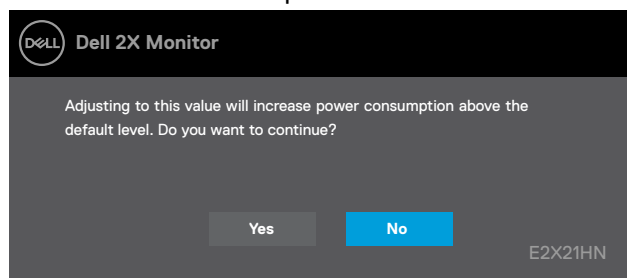 DELL Dell 2X Monitor
Adjusting to this value will increase power consumption above the
default level. Do you want to continue?
Yes No
E2X21HN